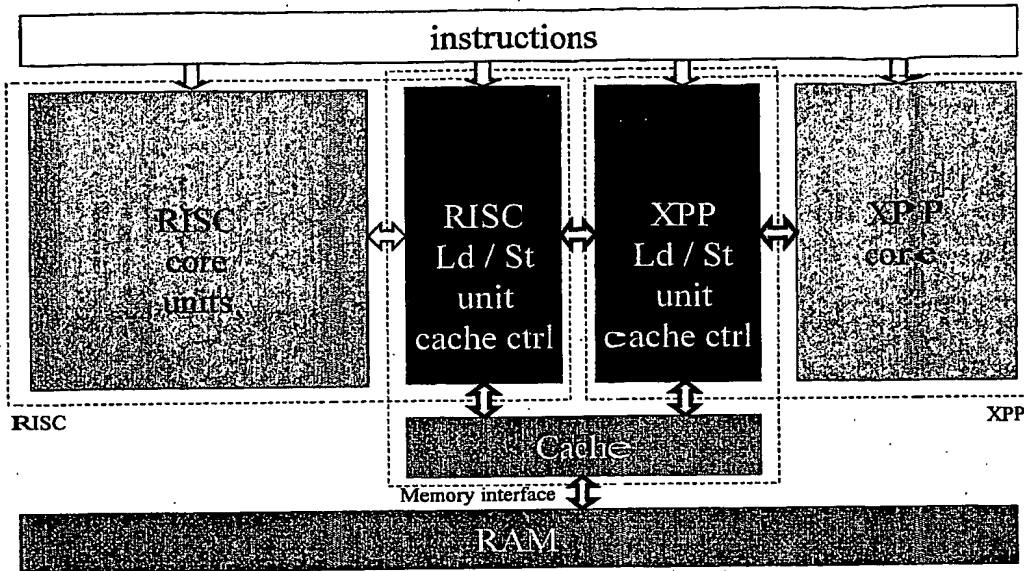 instructions
RISC
core
units
RISC
Ld / St
unit
cache ctrl
XPP
Ld / St
unit
cache ctrl
XPP
core
RISC
XPP
Cache
Memory interface
RAM